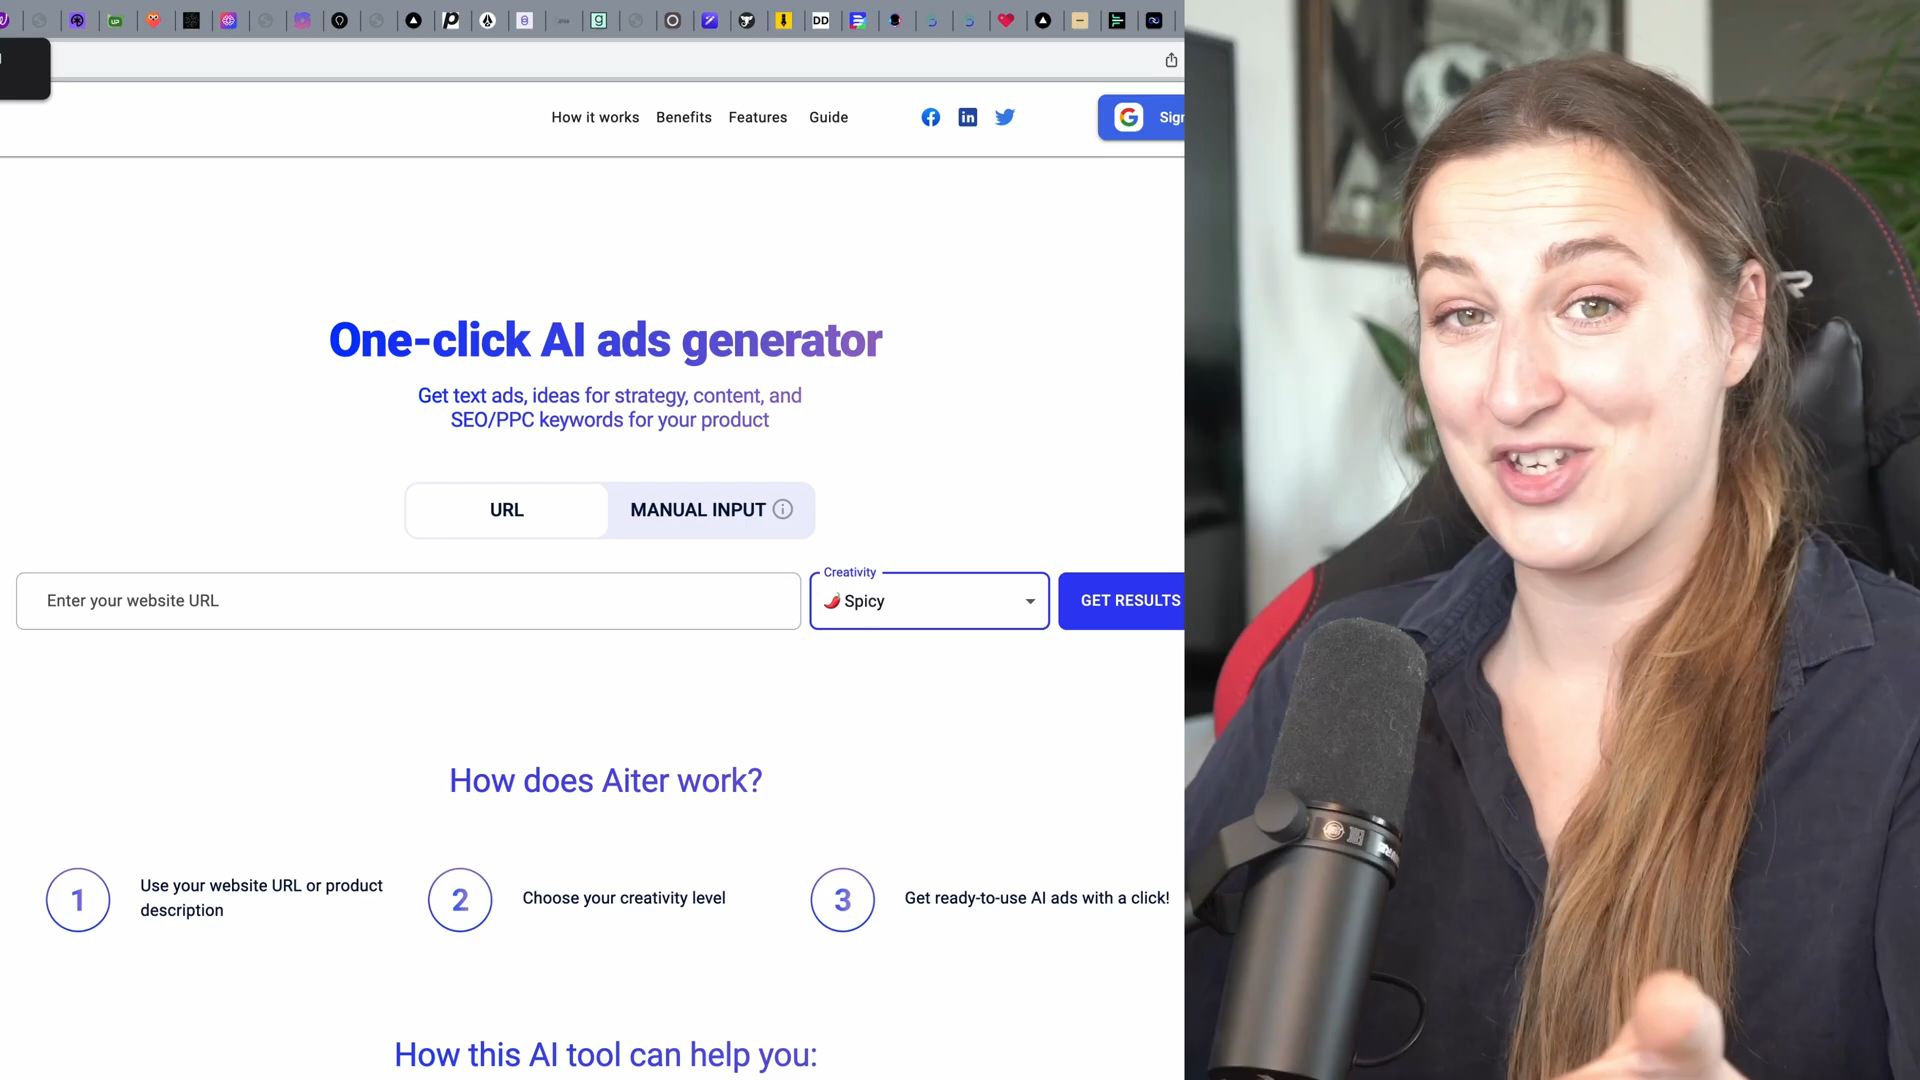 UP
DD
How it works Benefits Features Guide
in
G
Sign
One-click AI ads generator
Get text ads, ideas for strategy, content, and
SEO/PPC keywords for your product
URL MANUAL INPUT
Creativity
Enter your website URL 🌶️ Spicy GET RESULTS
How does Aiter work?
1 Use your website URL or product
description
2 Choose your creativity level
3 Get ready-to-use AI ads with a click!
How this AI tool can help you: